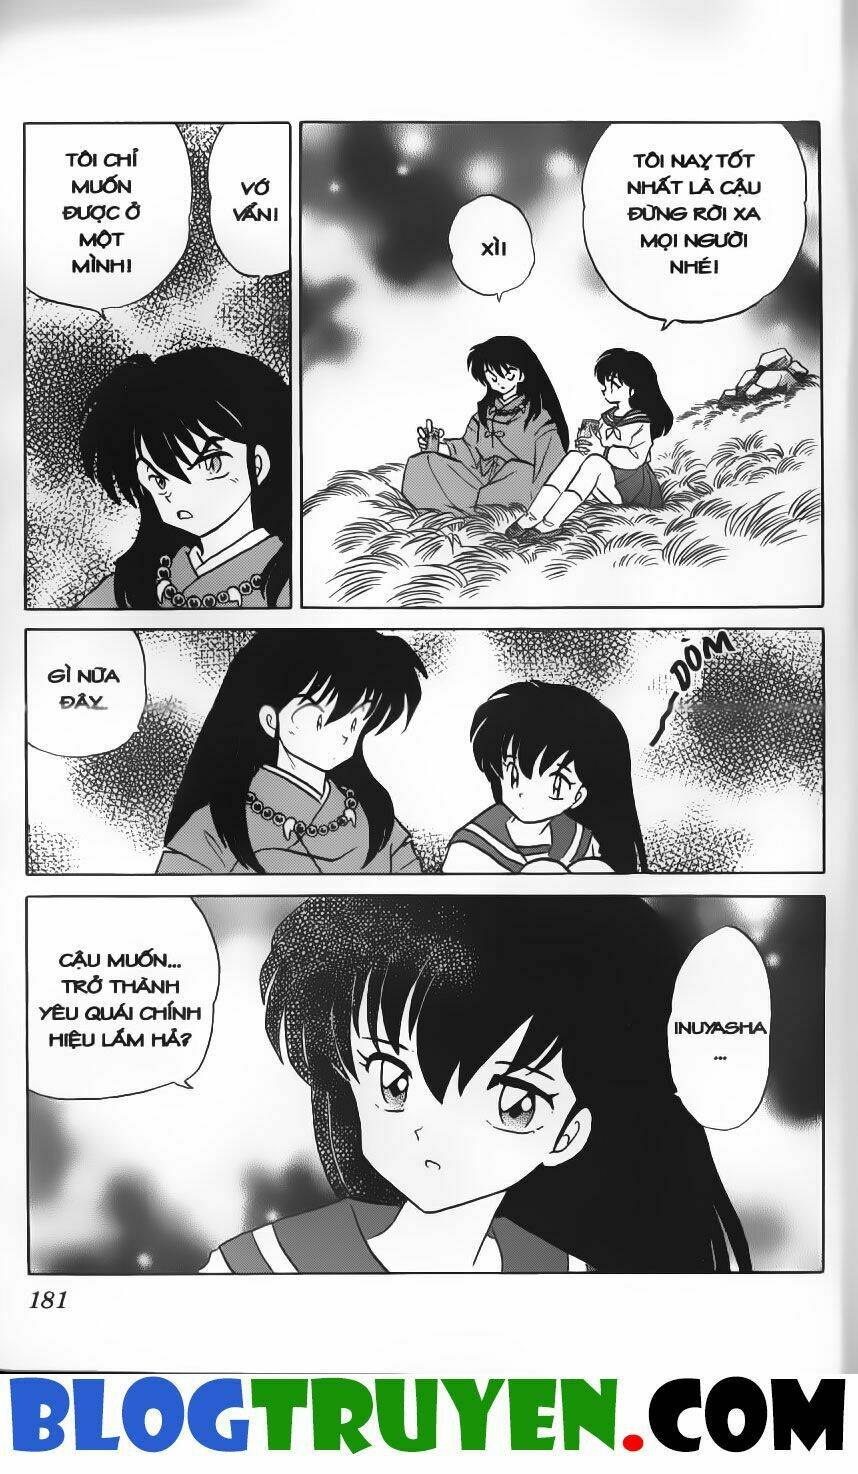 TÔI NAY, TỐT
NHẤT LÀ CẬU
ĐỪNG RỜI XA
MỌI NGƯỜI
NHÉ!
XÌ!
VỚ
VẨN!
TÔI CHỈ
MUỐN
ĐƯỢC Ở
MỘT
MÌNH!
DÒM
GÌ NỮA
ĐÂY.
INUYASHA
...
CẬU MUỐN...
TRỞ THÀNH
YÊU QUÁI CHÍNH
HIỆU LẮM HẢ?
181
BLOGTRUYEN.COM